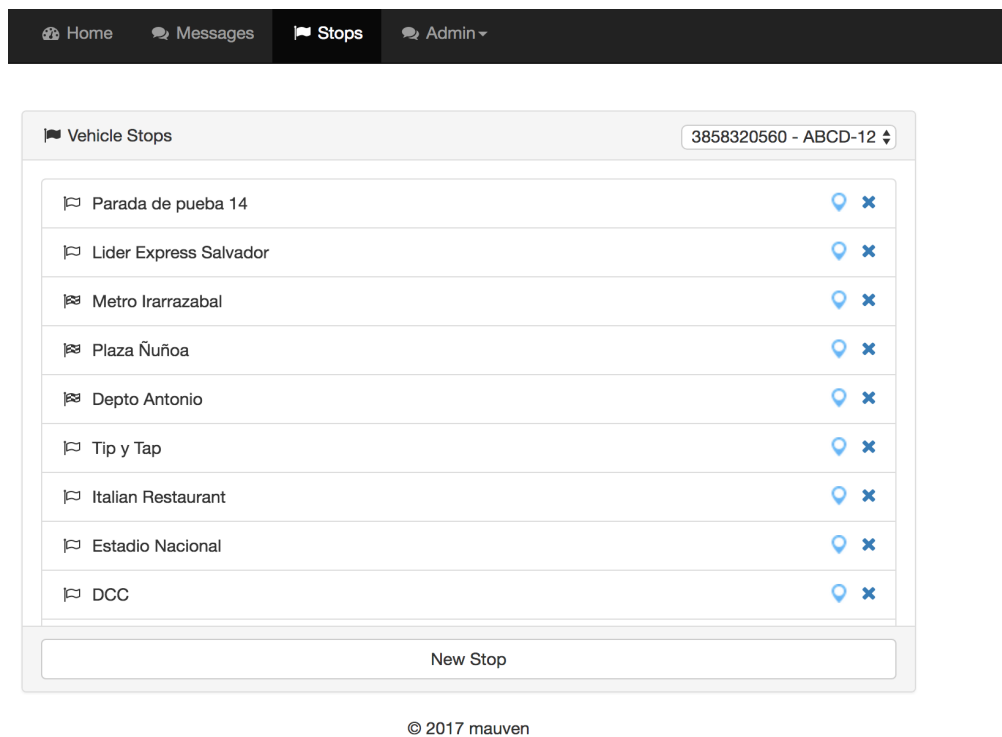 Home Messages Stops Admin
Vehicle Stops 3858320560 - ABCD-12
Parada de pueba 14
Lider Express Salvador
Metro Irarrazabal
Plaza Ñuñoa
Depto Antonio
Tip y Tap
Italian Restaurant
Estadio Nacional
DCC
New Stop
© 2017 mauven